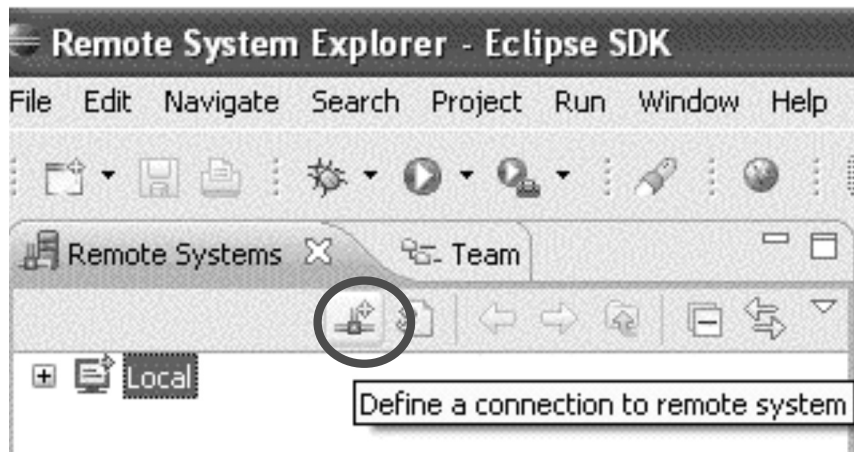 Remote System Explorer - Eclipse SDK
File Edit Navigate Search Project Run Window Help
Remote Systems Team
Local
Define a connection to remote system